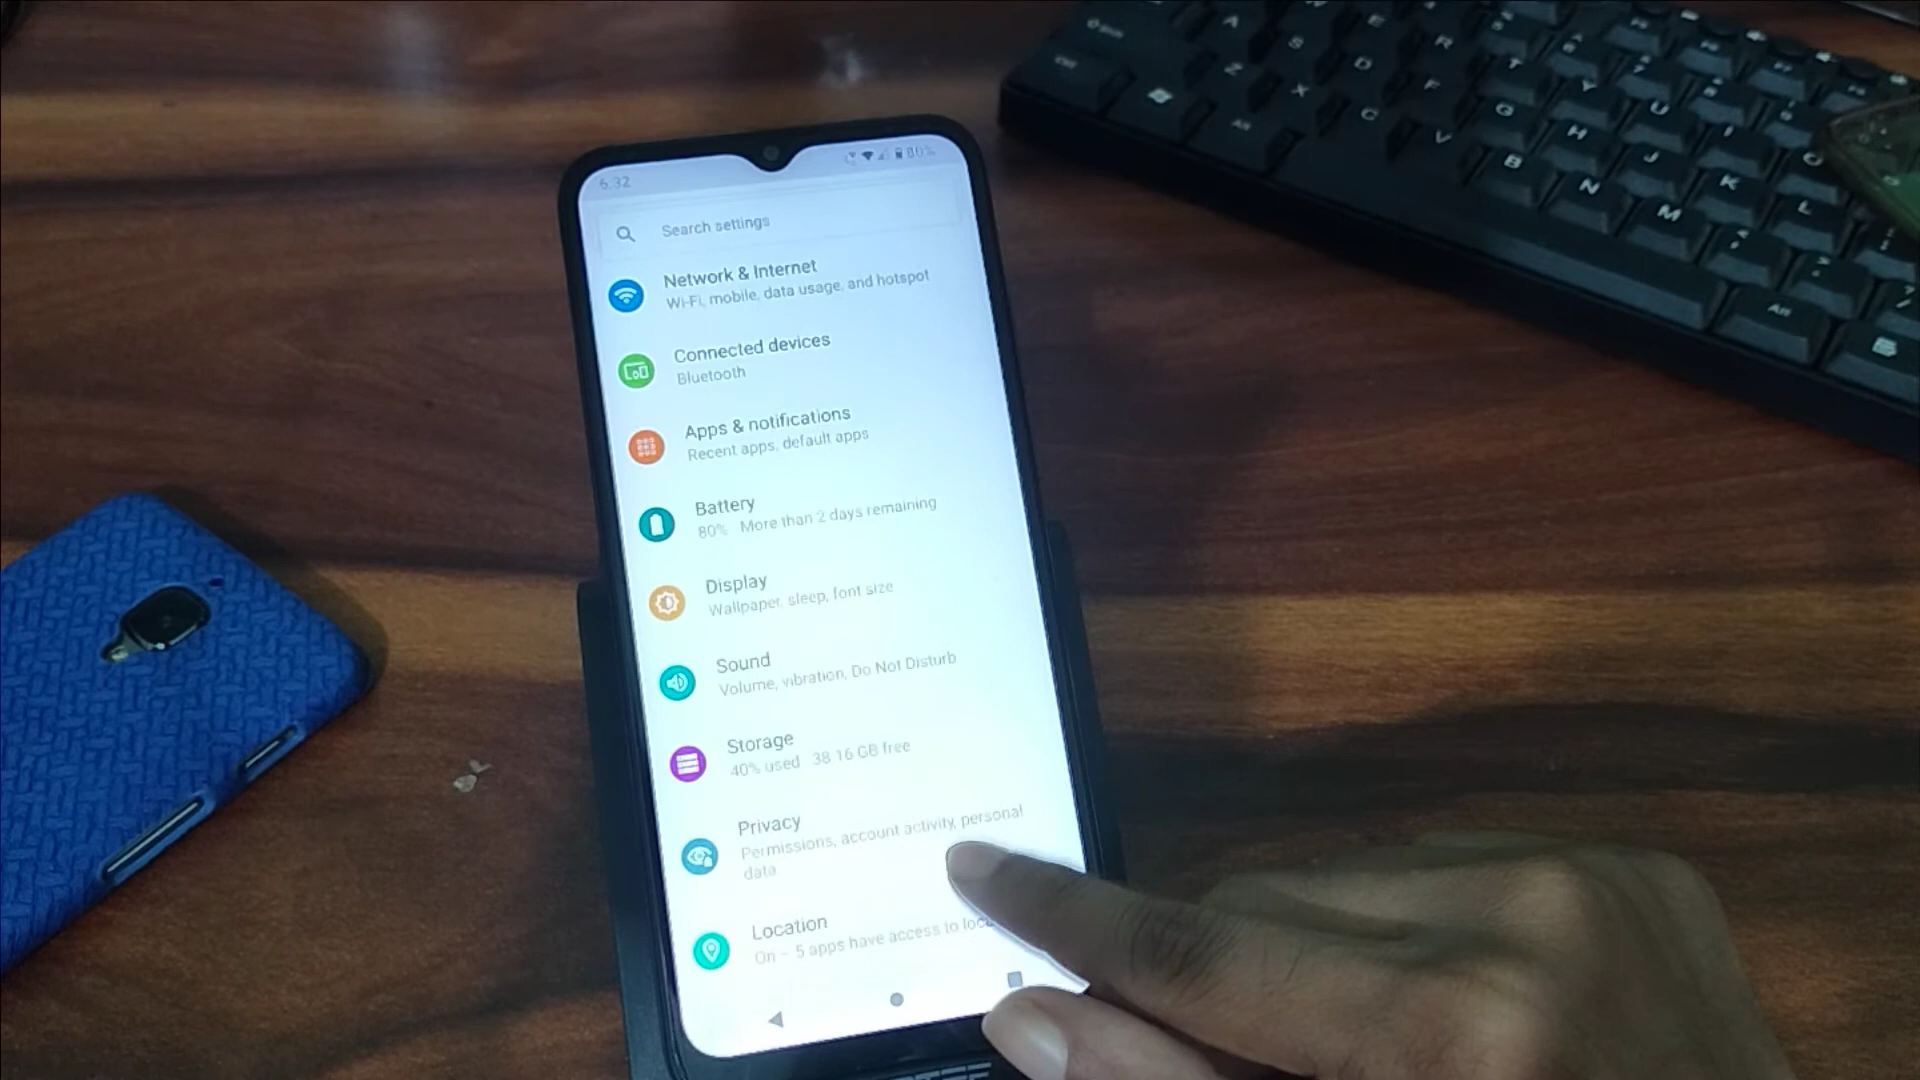 6:32
80%
Search settings
Network & Internet
Wi-Fi, mobile, data usage, and hotspot
Connected devices
Bluetooth
Apps & notifications
Recent apps, default apps
Battery
80% More than 2 days remaining
Display
Wallpaper, sleep, font size
Sound
Volume, vibration, Do Not Disturb
Storage
40% used 38.16 GB free
Privacy
Permissions, account activity, personal
data
Location
On - 5 apps have access to
A S D F
Z X C V B N M
R T Y U I
G H J K L
Alt
Alt